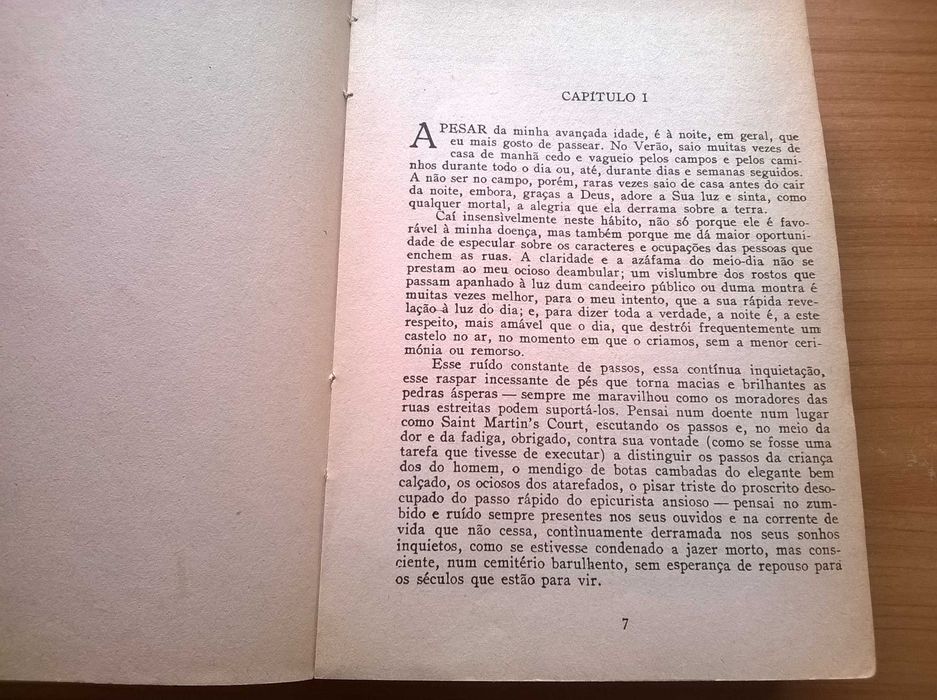 CAPÍTULO I
APESAR da minha avançada idade, é à noite, em geral, que
eu mais gosto de passear. No Verão, saio muitas vezes de
casa de manhã cedo e vagueio pelos campos e pelos cami-
nhos durante todo o dia ou, até, durante dias e semanas seguidos.
A não ser no campo, porém, raras vezes saio de casa antes do cair
da noite, embora, graças a Deus, adore a Sua luz e sinta, como
qualquer mortal, a alegria que ela derrama sobre a terra.
Caí insensivelmente neste hábito, não só porque ele é favo-
rável à minha doença, mas também porque me dá maior oportuni-
dade de especular sobre os caracteres e ocupações das pessoas que
enchem as ruas. A claridade e a azáfama do meio-dia não se
prestam ao meu ocioso deambular; um vislumbre dos rostos que
passam apanhado à luz dum candeeiro público ou duma montra é
muitas vezes melhor, para o meu intento, que a sua rápida reve-
lação à luz do dia; e, para dizer toda a verdade, a noite é, a este
respeito, mais amável que o dia, que destrói frequentemente um
castelo no ar, no momento em que o criamos, sem a menor ceri-
mónia ou remorso.
Esse ruído constante de passos, essa contínua inquietação,
esse raspar incessante de pés que torna macias e brilhantes as
pedras ásperas — sempre me maravilhou como os moradores das
ruas estreitas podem suportá-los. Pensai num doente num lugar
como Saint Martin's Court, escutando os passos e, no meio da
dor e da fadiga, obrigado, contra sua vontade (como se fosse uma
tarefa que tivesse de executar) a distinguir os passos da criança
dos do homem, o mendigo de botas cambadas do elegante bem
calçado, os ociosos dos atarefados, o pisar triste do proscrito deso-
cupado do passo rápido do epicurista ansioso — pensai no zum-
bido e ruído sempre presentes nos seus ouvidos e na corrente de
vida que não cessa, contìnuamente derramada nos seus sonhos
inquietos, como se estivesse condenado a jazer morto, mas cons-
ciente, num cemitério barulhento, sem esperança de repouso para
os séculos que estão para vir.
7